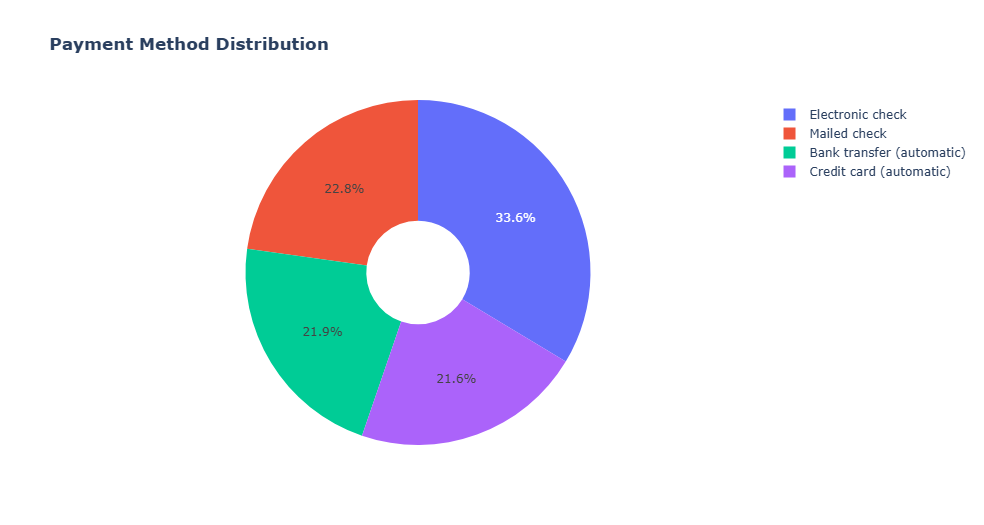 Payment Method Distribution
Electronic check
Mailed check
Bank transfer (automatic)
Credit card (automatic)
22.8%
33.6%
21.9%
21.6%